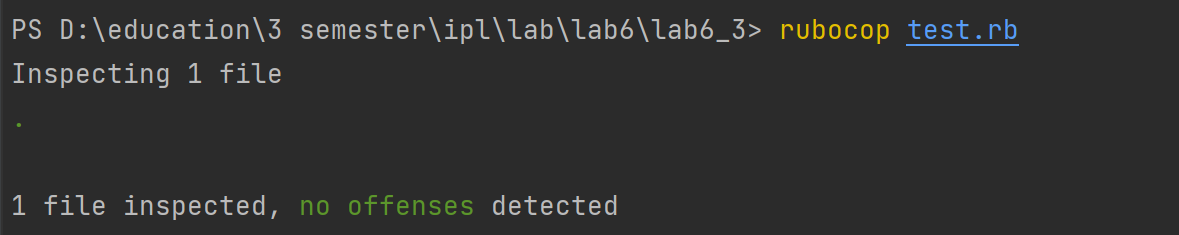 PS D:\education\3 semester\ipl\lab\lab6\lab6_3> rubocop test.rb
Inspecting 1 file
.
1 file inspected, no offenses detected